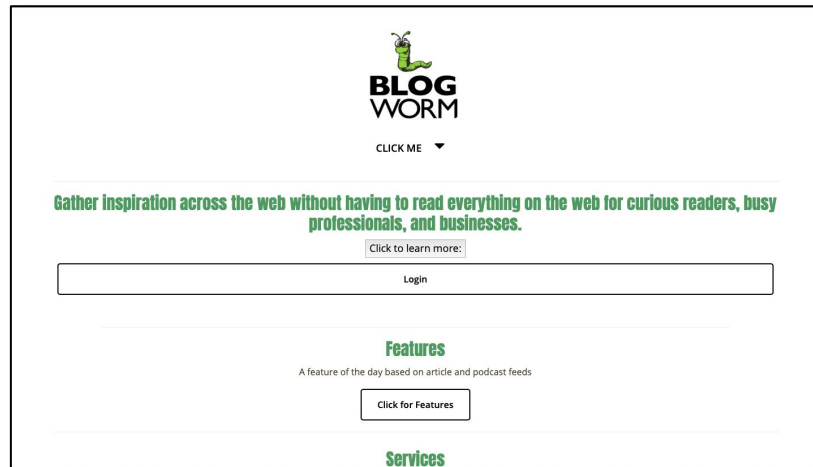 BLOG
WORM
CLICK ME
Gather inspiration across the web without having to read everything on the web for curious readers, busy
professionals, and businesses.
Click to learn more:
Login
Features
A feature of the day based on article and podcast feeds
Click for Features
Services